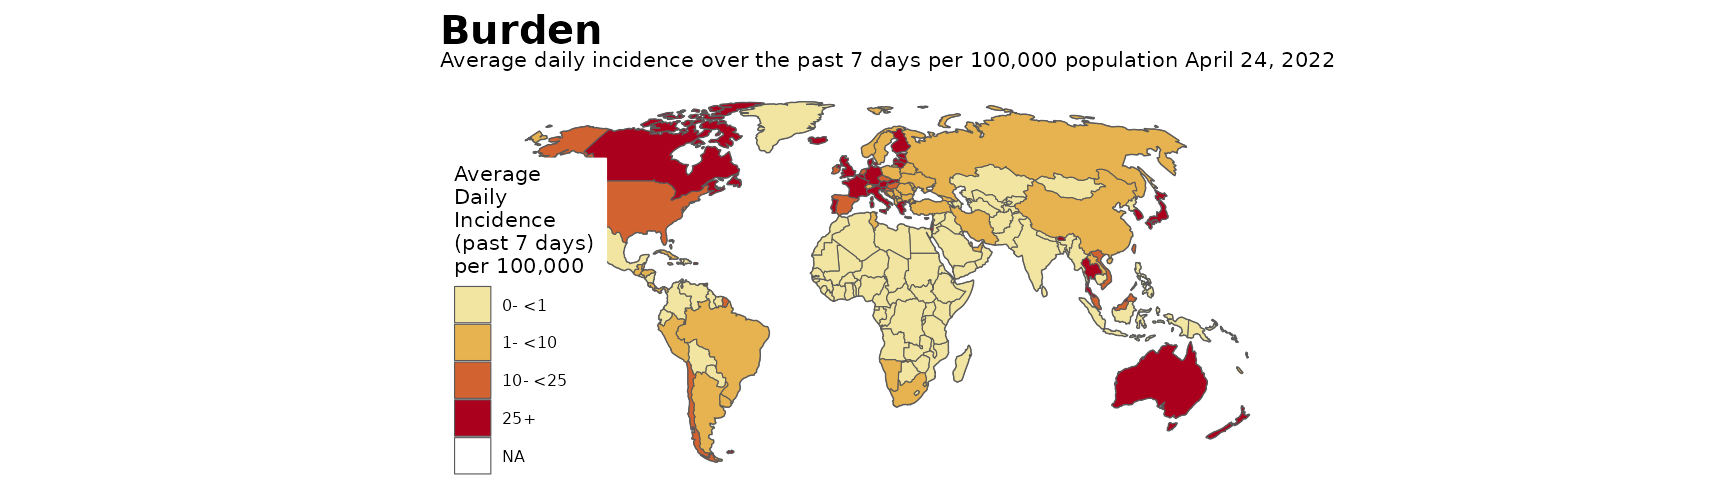 Burden
Average daily incidence over the past 7 days per 100,000 population April 24, 2022
Average
Daily
Incidence
(past 7 days)
per 100,000
0- <1
1- <10
10- <25
25+
NA